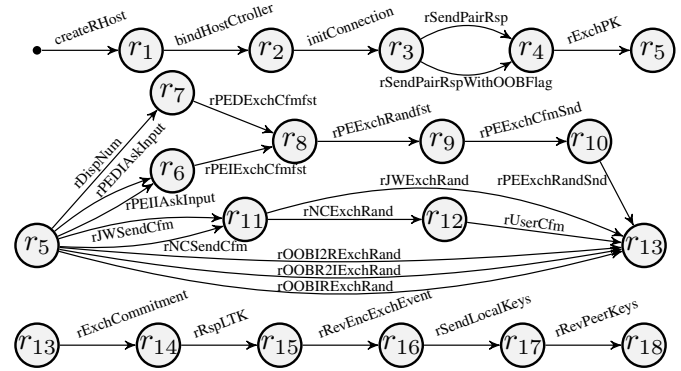 createRHost
bindHostCtroller
initConnection
rSendPairRsp
rExchPK
r1
r2
r3
r4
r5
rSendPairRspWithOOBFlag
r7
rPEDExchCfmfst
rDispNum
rPEDIAskInput
r8
rPEExchRandfst
r9
rPEExchCfmSnd
r10
r6
rPEIExchCfmfst
rPEIIAskInput
rJWExchRand
rPEExchRandSnd
r5
rJWSendCfm
r11
rNCExchRand
r12
rUserCfm
r13
rNCSendCfm
rOOBI2RExchRand
rOOBR2IExchRand
rOOBIRExchRand
rExchCommitment
rRspLTK
rRevEncExchEvent
rSendLocalKeys
rRevPeerKeys
r13
r14
r15
r16
r17
r18